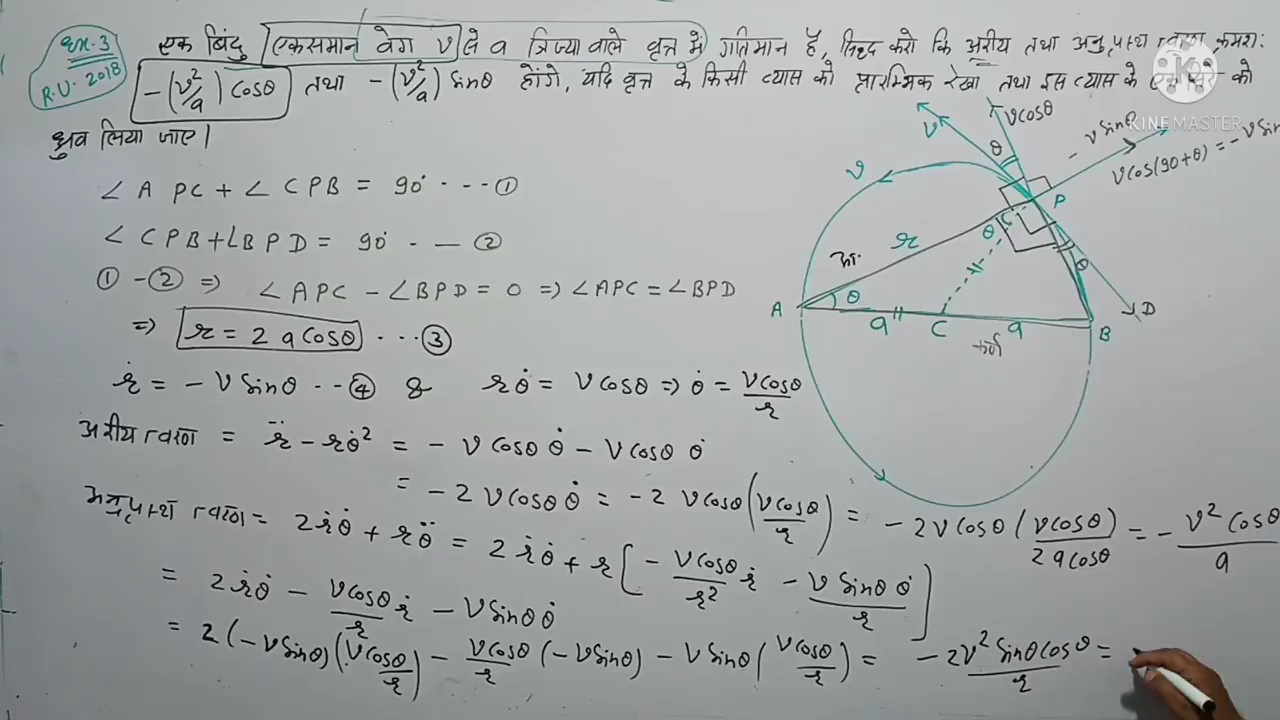 Ex. 3
R.U. 2018
एक बिंदु एकसमान वेग v से a त्रिज्या वाले वृत्त में गतिमान है, सिद्ध करो कि अरीय तथा अनुप्रस्थ त्वरण क्रमश:
-(v²/a) cosθ तथा -(v²/a) sinθ होंगे, यदि वृत्त के किसी व्यास को प्रारम्भिक रेखा तथा इस व्यास के एक सिरे को
ध्रुव लिया जाए।
∠APC + ∠CPB = 90° --- ①
∠CPB + ∠BPD = 90° --- ②
① - ② ⇒ ∠APC - ∠BPD = 0 ⇒ ∠APC = ∠BPD
⇒ r = 2a cosθ ... ③
ṙ = -v sinθ -- ④ & rθ̇ = v cosθ ⇒ θ̇ = v cosθ/r
अरीय त्वरण = r̈ - rθ̇² = -v cosθ θ̇ - v cosθ θ̇
= -2v cosθ θ̇ = -2 v cosθ (v cosθ/r) = -2v cosθ (v cosθ/2a cosθ) = -v² cosθ/a
अनुप्रस्थ त्वरण = 2ṙθ̇ + rθ̈ = 2ṙθ̇ + r[-v cosθ/r² ṙ - v sinθ θ̇/r]
= 2ṙθ̇ - v cosθ/r ṙ - v sinθ θ̇
= 2(-v sinθ)(v cosθ/r) - v cosθ/r (-v sinθ) - v sinθ (v cosθ/r) = -2v² sinθ cosθ/r =
v cosθ
- v sinθ
v cos(90+θ) = -v sin
v
v
θ
P
r
θ
θ
A
θ
a
C
a
B
D
KINEMASTER